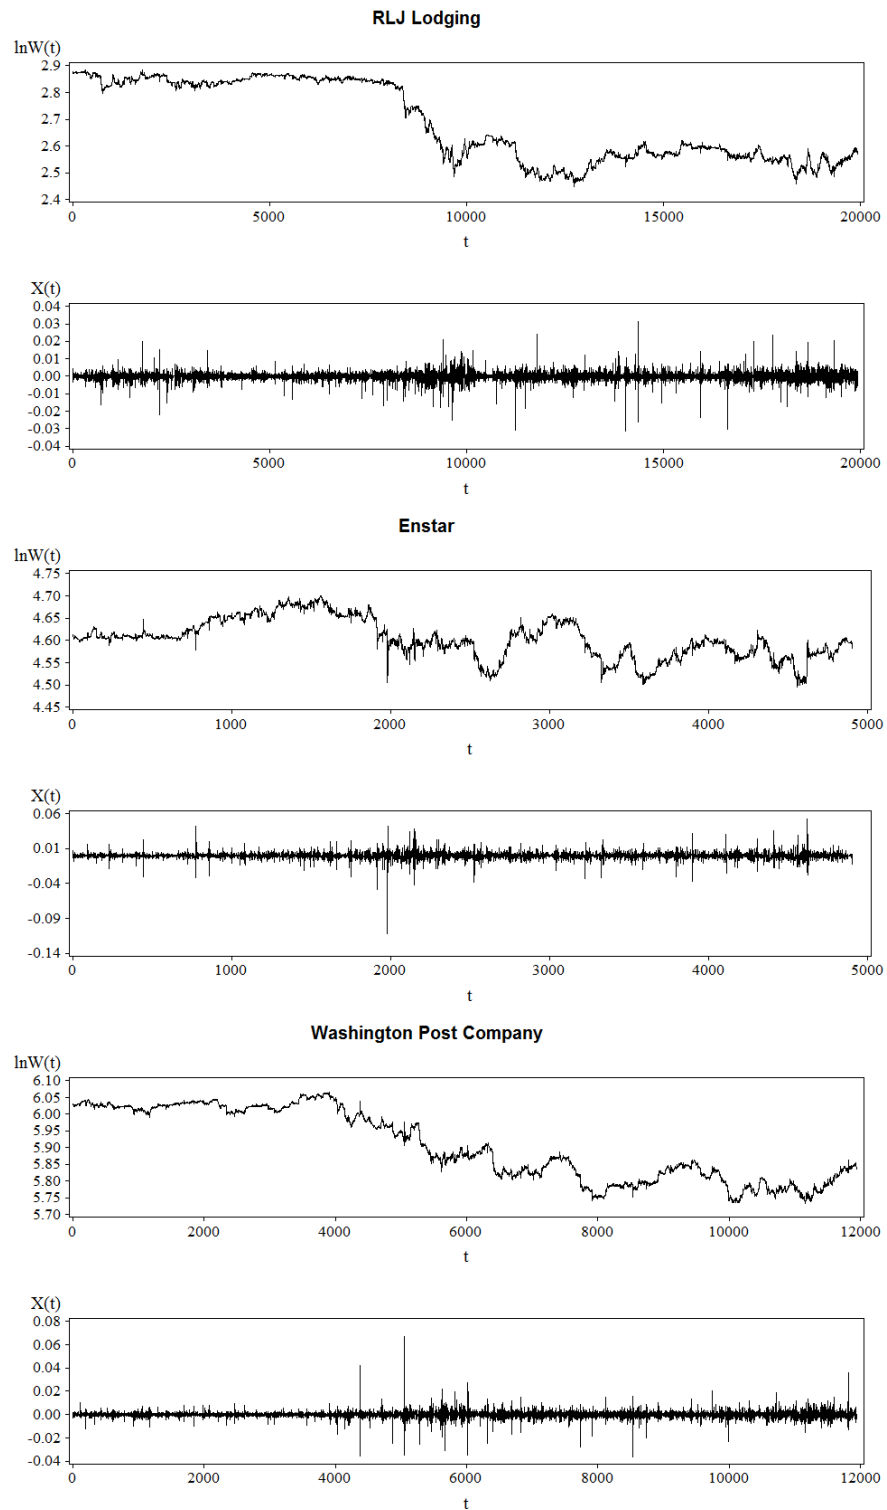 RLJ Lodging
lnW(t)
2.9
2.8
2.7
2.6
2.5
2.4
0 5000 10000 15000 20000
t
X(t)
0.04
0.03
0.02
0.01
0.00
-0.01
-0.02
-0.03
-0.04
0 5000 10000 15000 20000
t
Enstar
lnW(t)
4.75
4.70
4.65
4.60
4.55
4.50
4.45
0 1000 2000 3000 4000 5000
t
X(t)
0.06
0.01
-0.04
-0.09
-0.14
0 1000 2000 3000 4000 5000
t
Washington Post Company
lnW(t)
6.10
6.05
6.00
5.95
5.90
5.85
5.80
5.75
5.70
0 2000 4000 6000 8000 10000 12000
t
X(t)
0.08
0.06
0.04
0.02
0.00
-0.02
-0.04
0 2000 4000 6000 8000 10000 12000
t